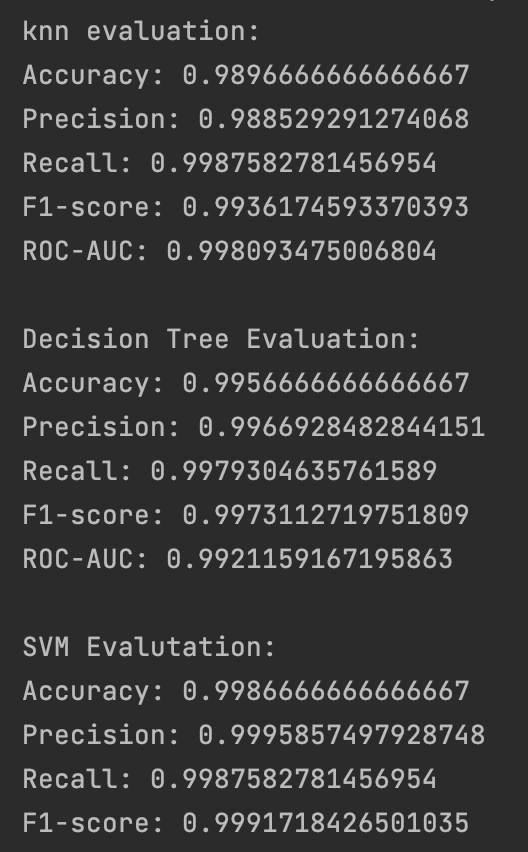 knn evaluation:
Accuracy: 0.9896666666666667
Precision: 0.988529291274068
Recall: 0.9987582781456954
F1-score: 0.9936174593370393
ROC-AUC: 0.998093475006804
Decision Tree Evaluation:
Accuracy: 0.9956666666666667
Precision: 0.9966928482844151
Recall: 0.9979304635761589
F1-score: 0.9973112719751809
ROC-AUC: 0.9921159167195863
SVM Evalutation:
Accuracy: 0.9986666666666667
Precision: 0.9995857497928748
Recall: 0.9987582781456954
F1-score: 0.9991718426501035